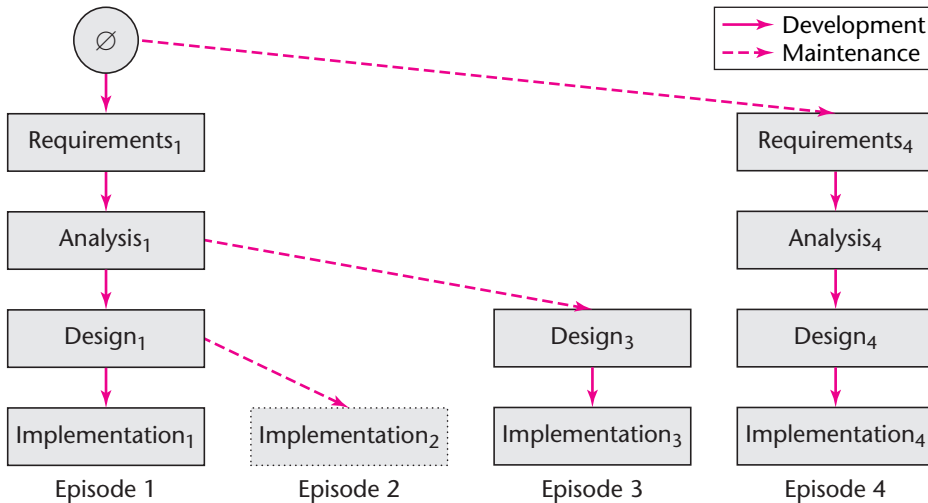 ∅
Development
Maintenance
Requirements₁
Requirements₄
Analysis₁
Analysis₄
Design₁
Design₃
Design₄
Implementation₁
Implementation₂
Implementation₃
Implementation₄
Episode 1
Episode 2
Episode 3
Episode 4